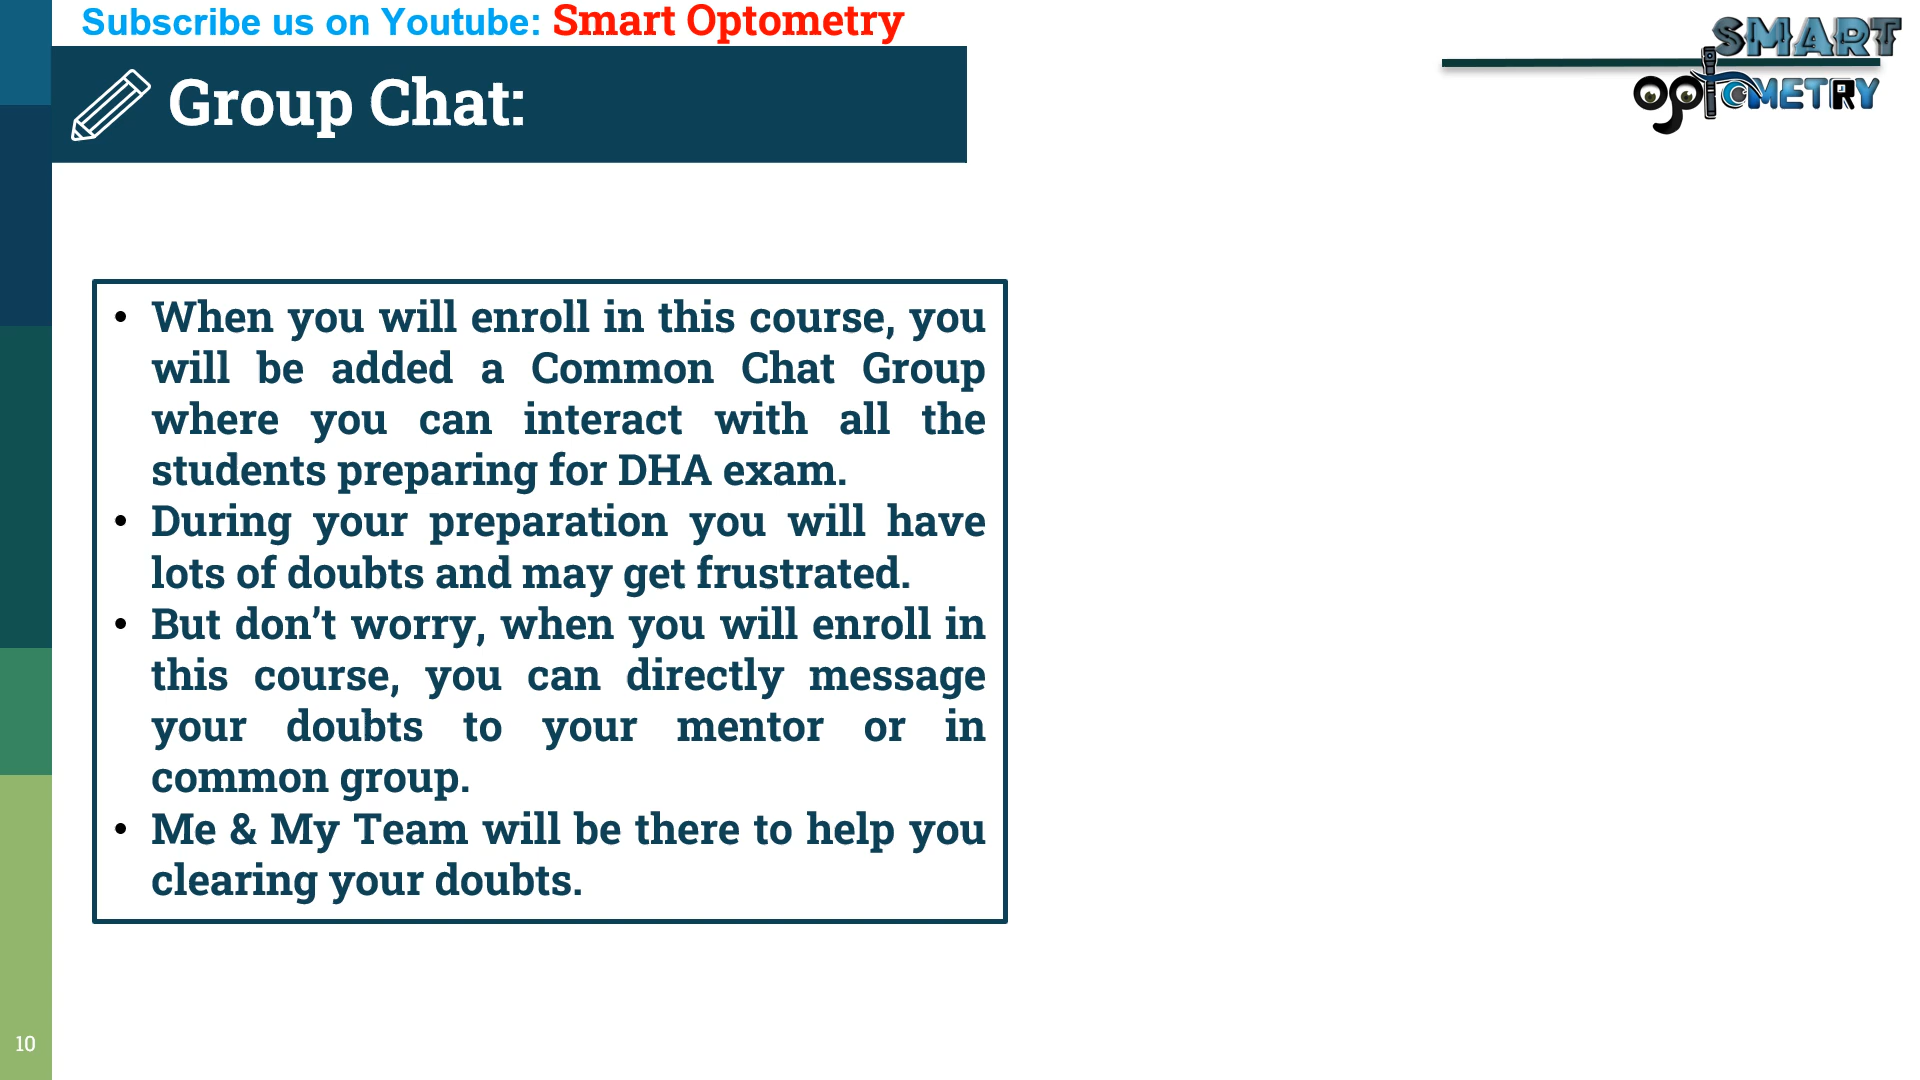 Subscribe us on Youtube: Smart Optometry
SMART
OPTOMETRY
Group Chat:
• When you will enroll in this course, you
will be added a Common Chat Group
where you can interact with all the
students preparing for DHA exam.
• During your preparation you will have
lots of doubts and may get frustrated.
• But don’t worry, when you will enroll in
this course, you can directly message
your doubts to your mentor or in
common group.
• Me & My Team will be there to help you
clearing your doubts.
10